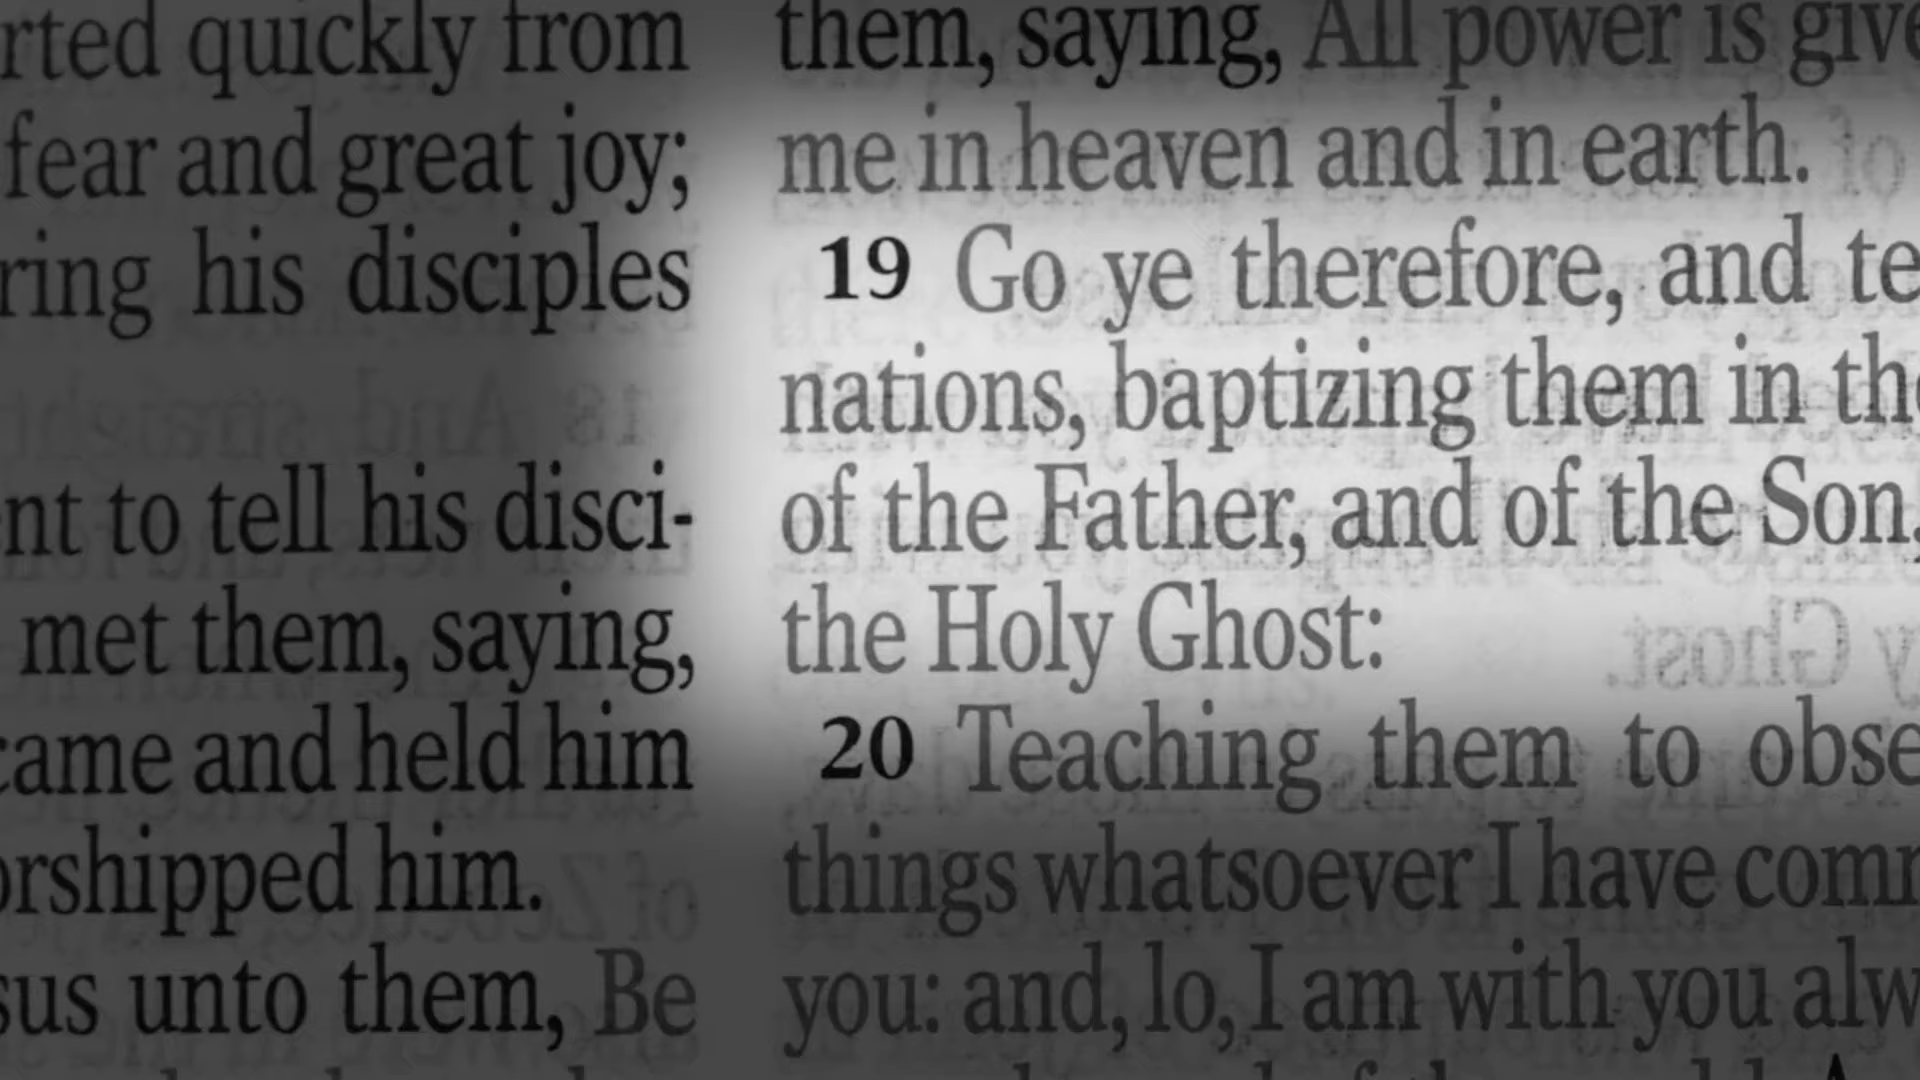 rted quickly from
fear and great joy;
ring his disciples
nt to tell his disci-
met them, saying,
came and held him
orshipped him.
sus unto them, Be
them, saying, All power is give
me in heaven and in earth.
19 Go ye therefore, and te
nations, baptizing them in the
of the Father, and of the Son,
the Holy Ghost:
20 Teaching them to obse
things whatsoever I have comm
you: and, lo, I am with you alw